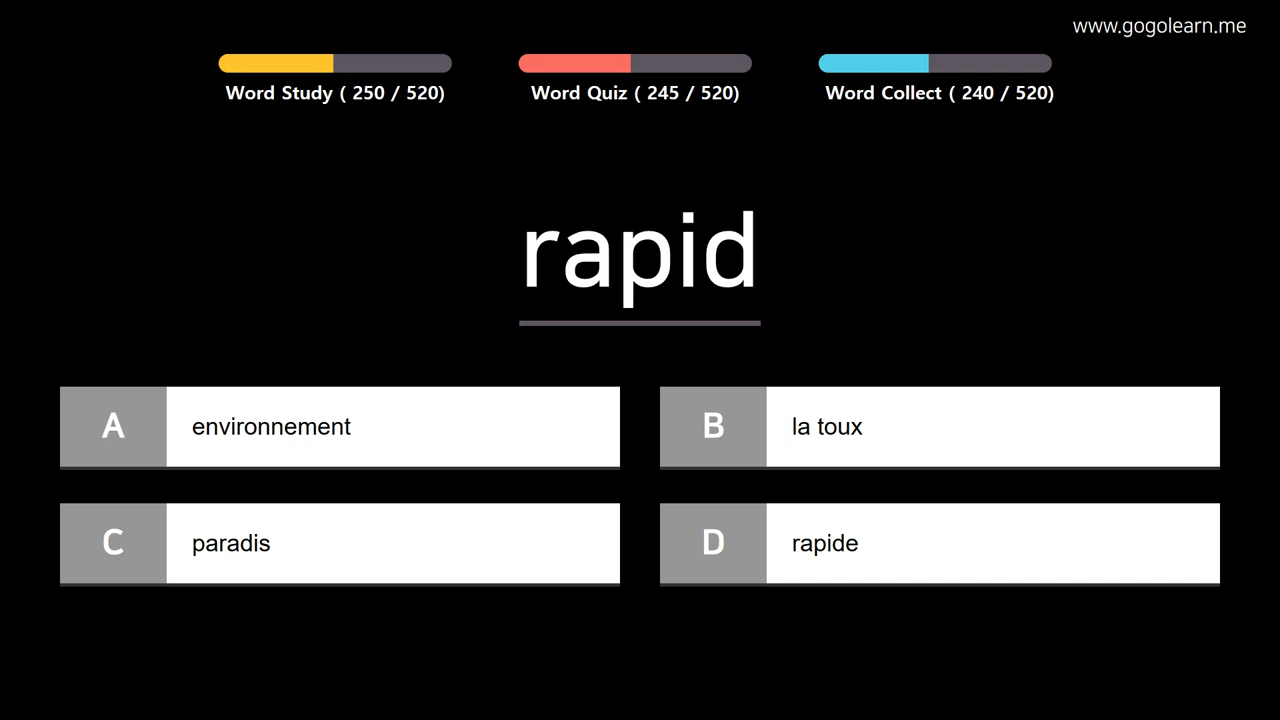 www.gogolearn.me
Word Study ( 250 / 520)
Word Quiz ( 245 / 520)
Word Collect ( 240 / 520)
rapid
A environnement
B la toux
C paradis
D rapide